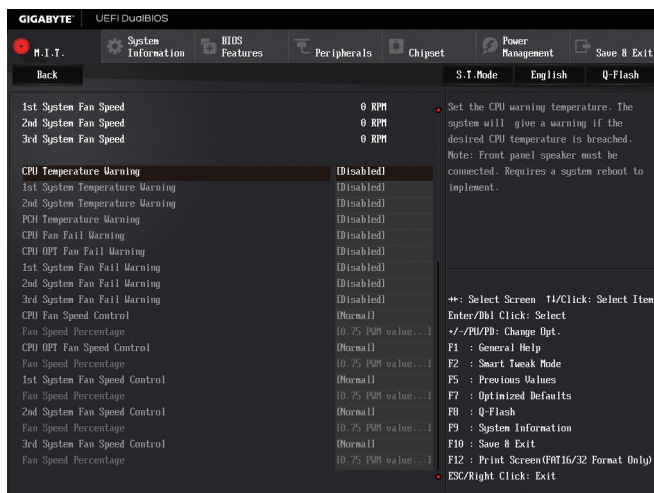 GIGABYTE™ UEFI DualBIOS
M.I.T. System Information BIOS Features Peripherals Chipset Power Management Save & Exit
Back S.T.Mode English Q-Flash
1st System Fan Speed 0 RPM
2nd System Fan Speed 0 RPM
3rd System Fan Speed 0 RPM
CPU Temperature Warning [Disabled]
1st System Temperature Warning [Disabled]
2nd System Temperature Warning [Disabled]
PCH Temperature Warning [Disabled]
CPU Fan Fail Warning [Disabled]
CPU OPT Fan Fail Warning [Disabled]
1st System Fan Fail Warning [Disabled]
2nd System Fan Fail Warning [Disabled]
3rd System Fan Fail Warning [Disabled]
CPU Fan Speed Control [Normal]
Fan Speed Percentage [0.75 PWM value...]
CPU OPT Fan Speed Control [Normal]
Fan Speed Percentage [0.75 PWM value...]
1st System Fan Speed Control [Normal]
Fan Speed Percentage [0.75 PWM value...]
2nd System Fan Speed Control [Normal]
Fan Speed Percentage [0.75 PWM value...]
3rd System Fan Speed Control [Normal]
Fan Speed Percentage [0.75 PWM value...]
Set the CPU warning temperature. The
system will give a warning if the
desired CPU temperature is breached.
Note: Front panel speaker must be
connected. Requires a system reboot to
implement.
→←: Select Screen ↑↓/Click: Select Item
Enter/Dbl Click: Select
+/-/PU/PD: Change Opt.
F1 : General Help
F2 : Smart Tweak Mode
F5 : Previous Values
F7 : Optimized Defaults
F8 : Q-Flash
F9 : System Information
F10 : Save & Exit
F12 : Print Screen(FAT16/32 Format Only)
ESC/Right Click: Exit